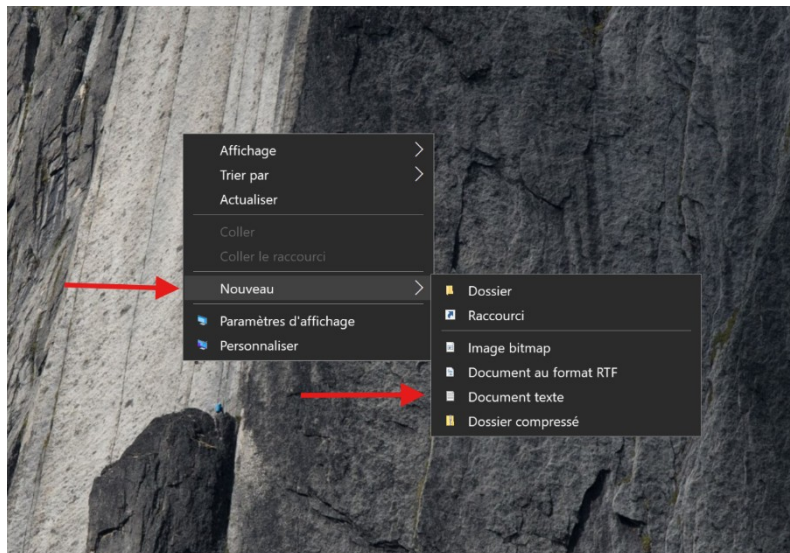 Affichage
Trier par
Actualiser
Coller
Coller le raccourci
Nouveau
Paramètres d'affichage
Personnaliser
Dossier
Raccourci
Image bitmap
Document au format RTF
Document texte
Dossier compressé